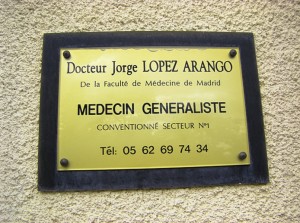 Docteur Jorge LOPEZ ARANGO
De la Faculté de Médecine de Madrid
MEDECIN GENERALISTE
CONVENTIONNÉ SECTEUR N°1
Tél: 05 62 69 74 34